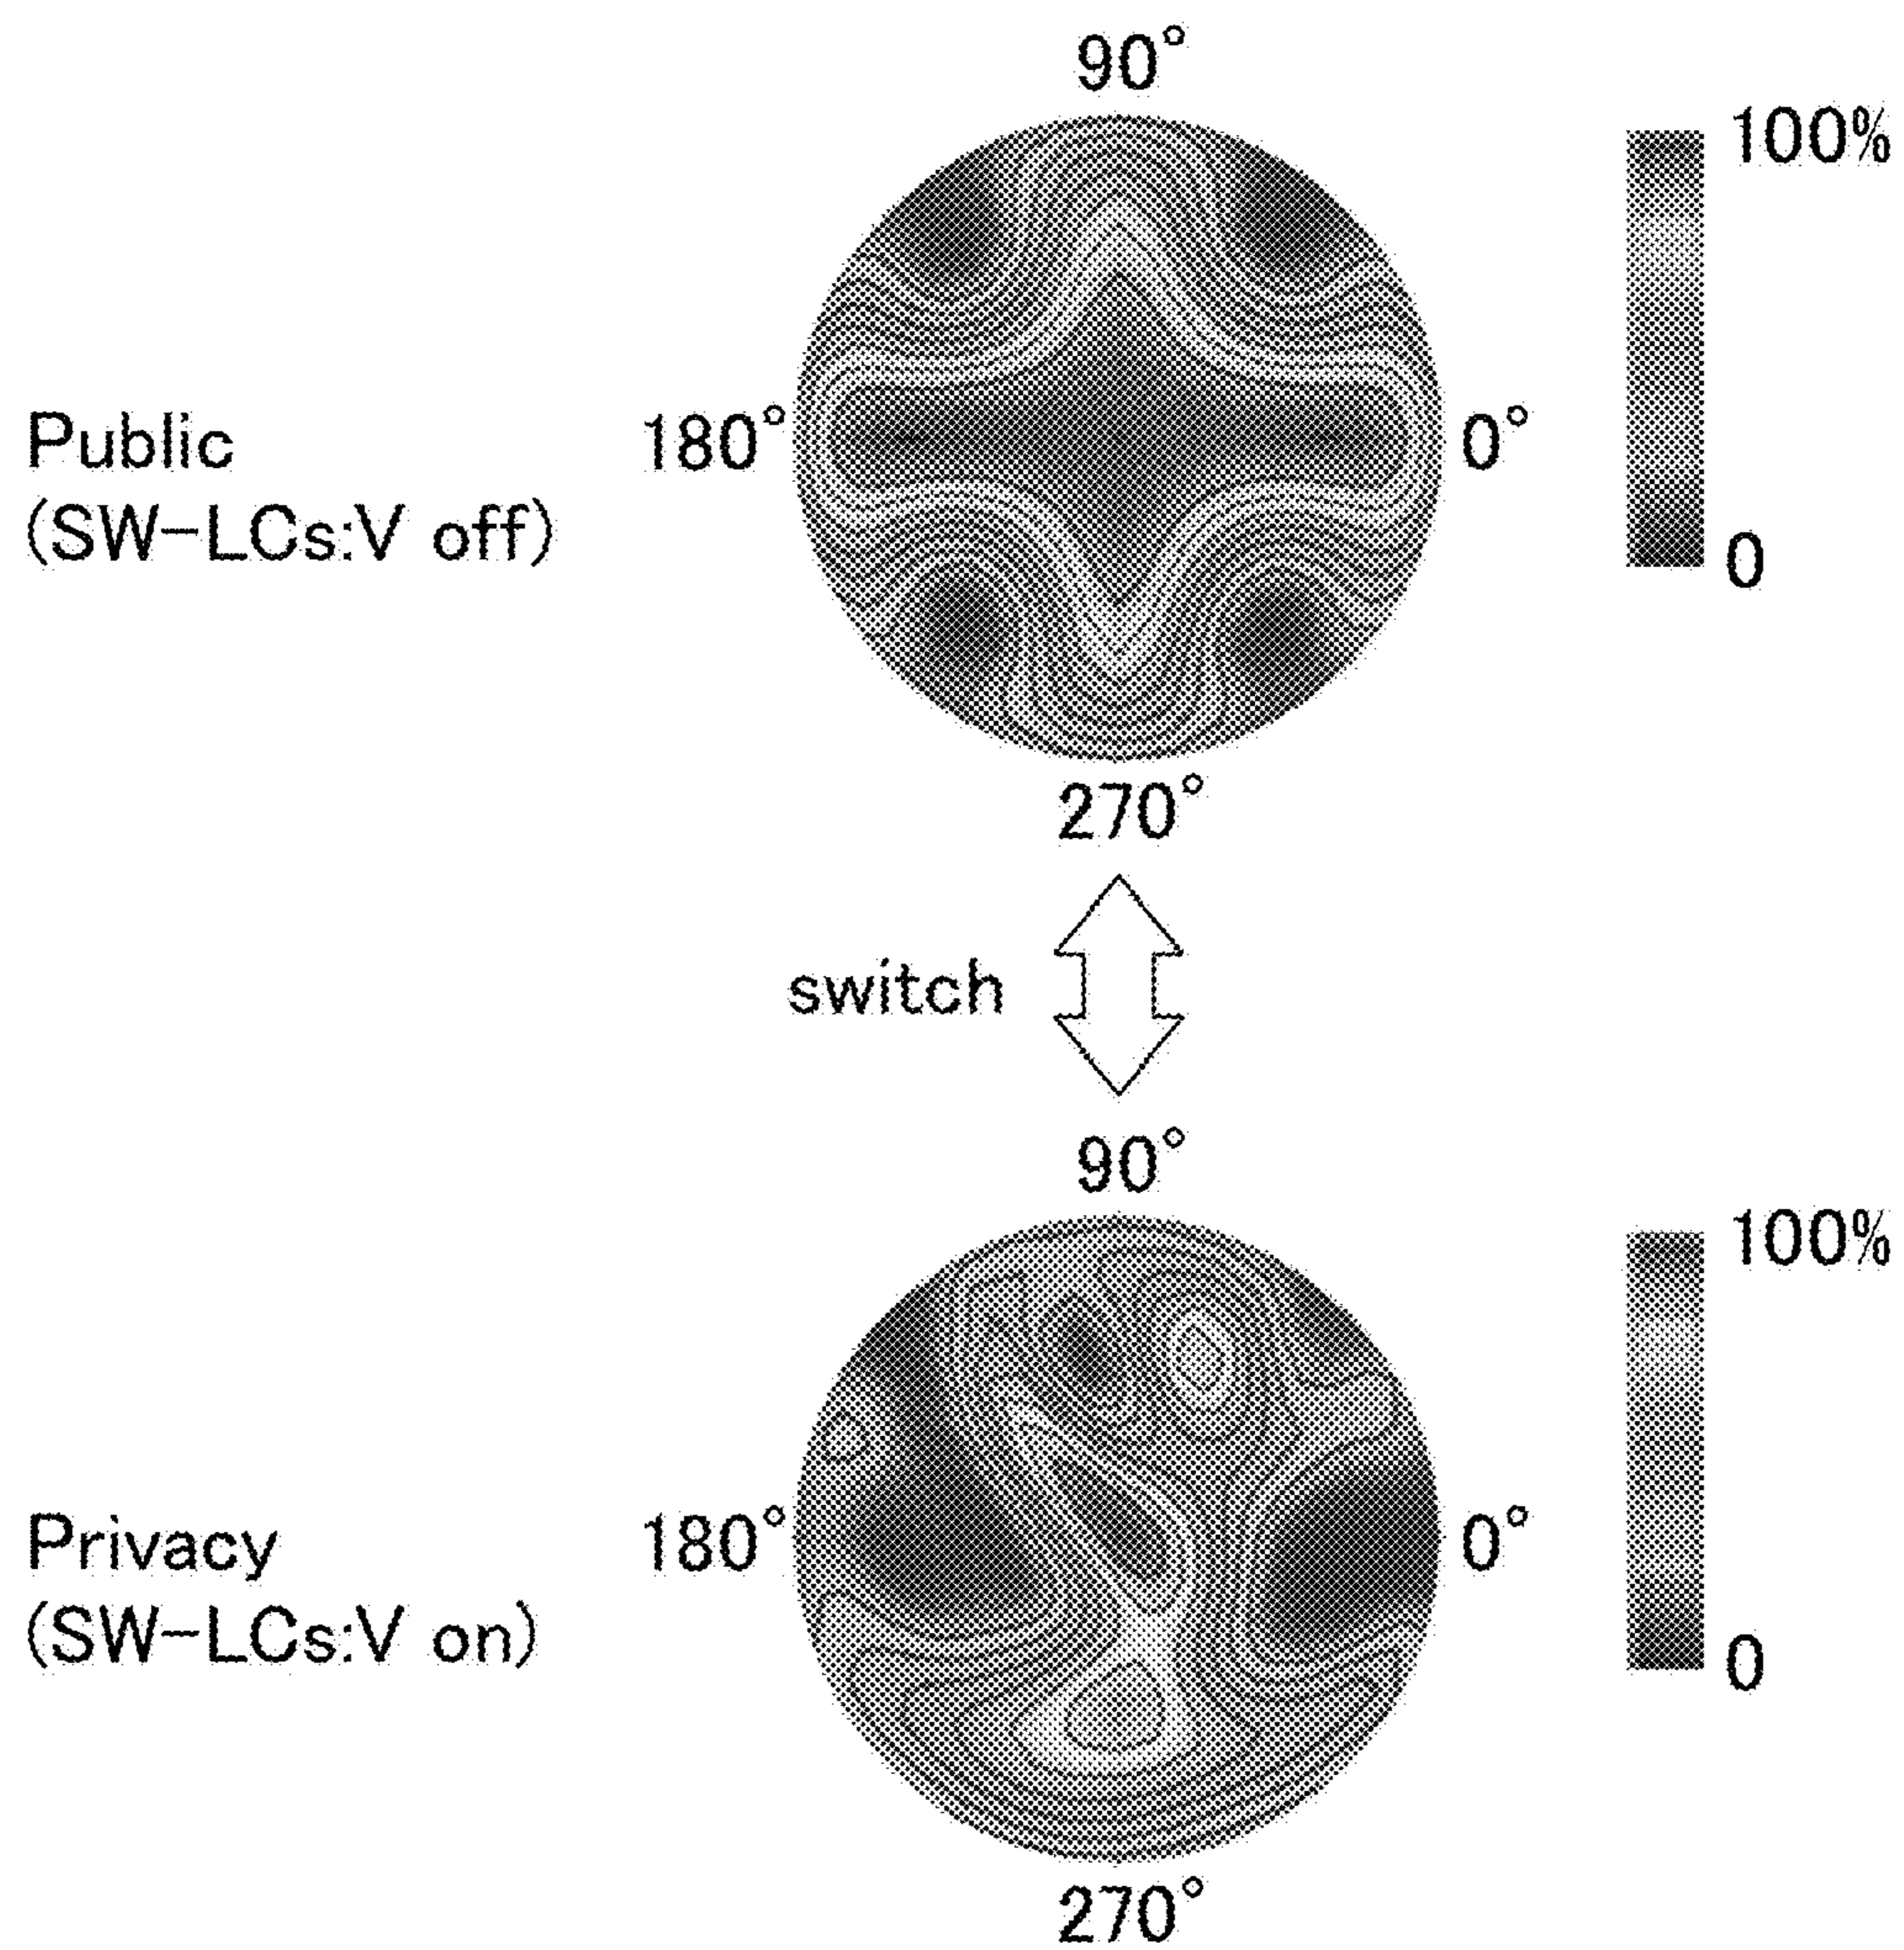 90°
100%
Public
(SW-LCs:V off)
180°
0°
0
270°
switch
90°
100%
Privacy
(SW-LCs:V on)
180°
0°
0
270°